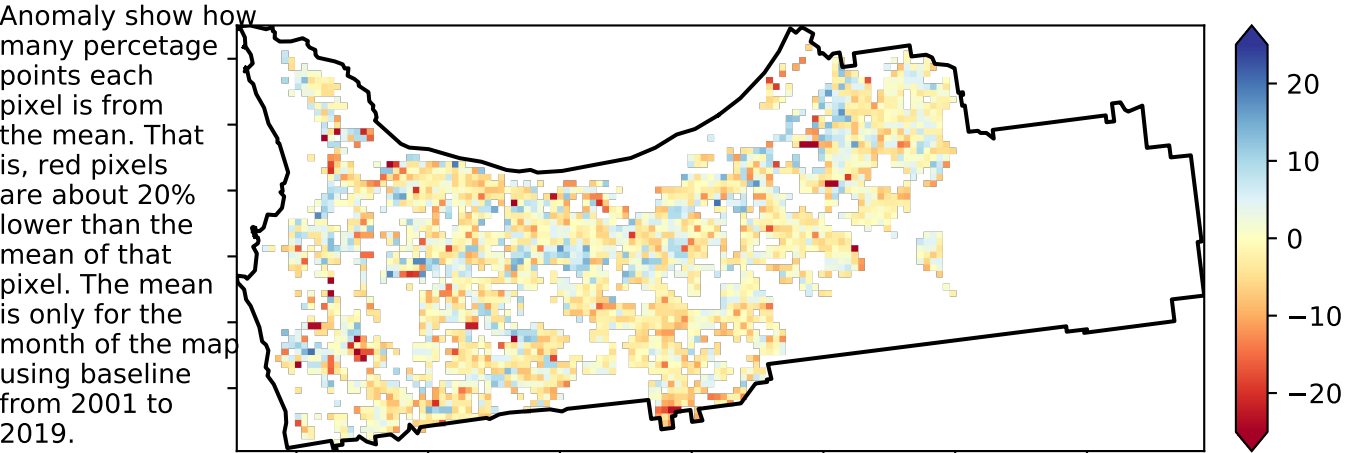 Anomaly show how
many percetage
points each
pixel is from
the mean. That
is, red pixels
are about 20%
lower than the
mean of that
pixel. The mean
is only for the
month of the map
using baseline
from 2001 to
2019.
20
10
0
−10
−20